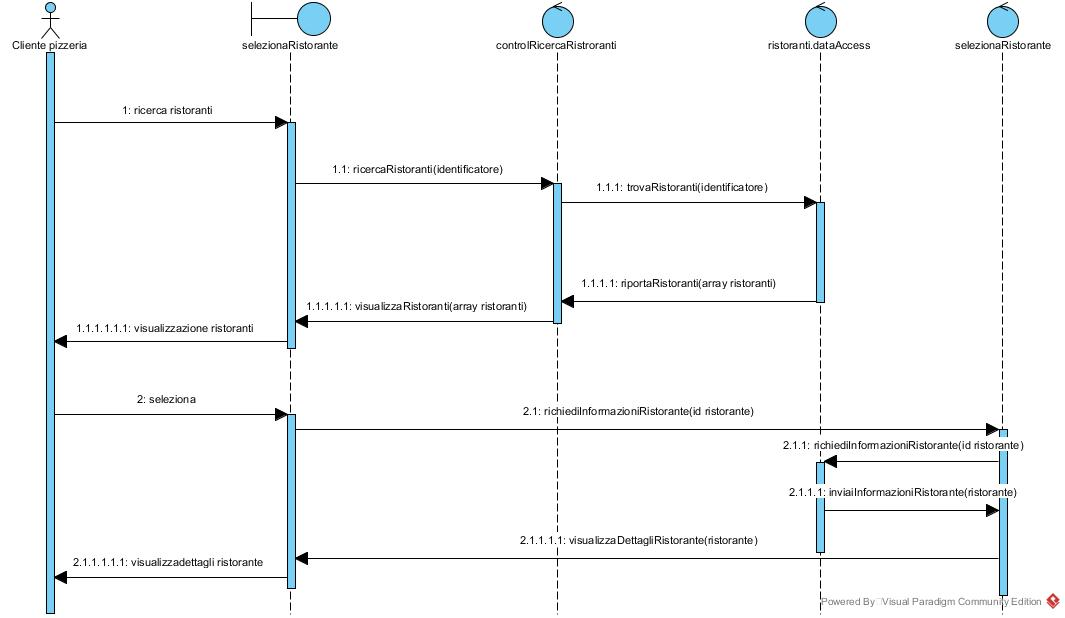 Cliente pizzeria
selezionaRistorante
controlRicercaRistroranti
ristoranti.dataAccess
selezionaRistorante
1: ricerca ristoranti
1.1: ricercaRistoranti(identificatore)
1.1.1: trovaRistoranti(identificatore)
1.1.1.1: riportaRistoranti(array ristoranti)
1.1.1.1.1: visualizzaRistoranti(array ristoranti)
1.1.1.1.1.1: visualizzazione ristoranti
2: seleziona
2.1: richiediInformazioniRistorante(id ristorante)
2.1.1: richiediInformazioniRistorante(id ristorante)
2.1.1.1: inviaiInformazioniRistorante(ristorante)
2.1.1.1.1: visualizzaDettagliRistorante(ristorante)
2.1.1.1.1.1: visualizzadettagli ristorante
Powered By Visual Paradigm Community Edition